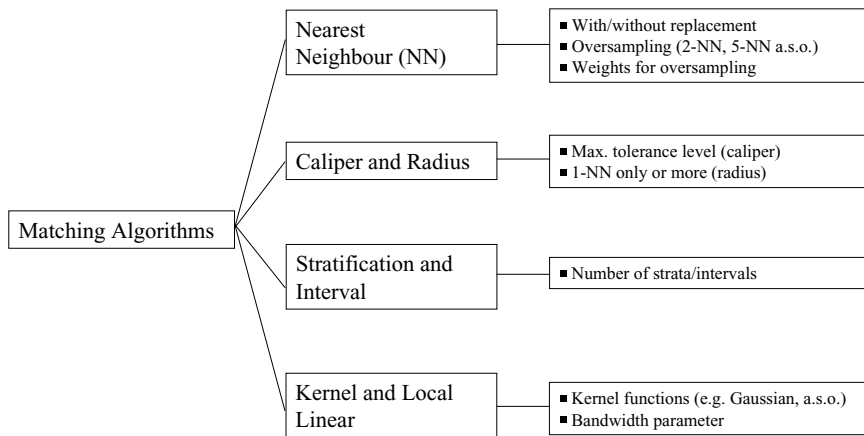 Nearest
Neighbour (NN)
■ With/without replacement
■ Oversampling (2-NN, 5-NN a.s.o.)
■ Weights for oversampling
Caliper and Radius
■ Max. tolerance level (caliper)
■ 1-NN only or more (radius)
Matching Algorithms
Stratification and
Interval
■ Number of strata/intervals
Kernel and Local
Linear
■ Kernel functions (e.g. Gaussian, a.s.o.)
■ Bandwidth parameter